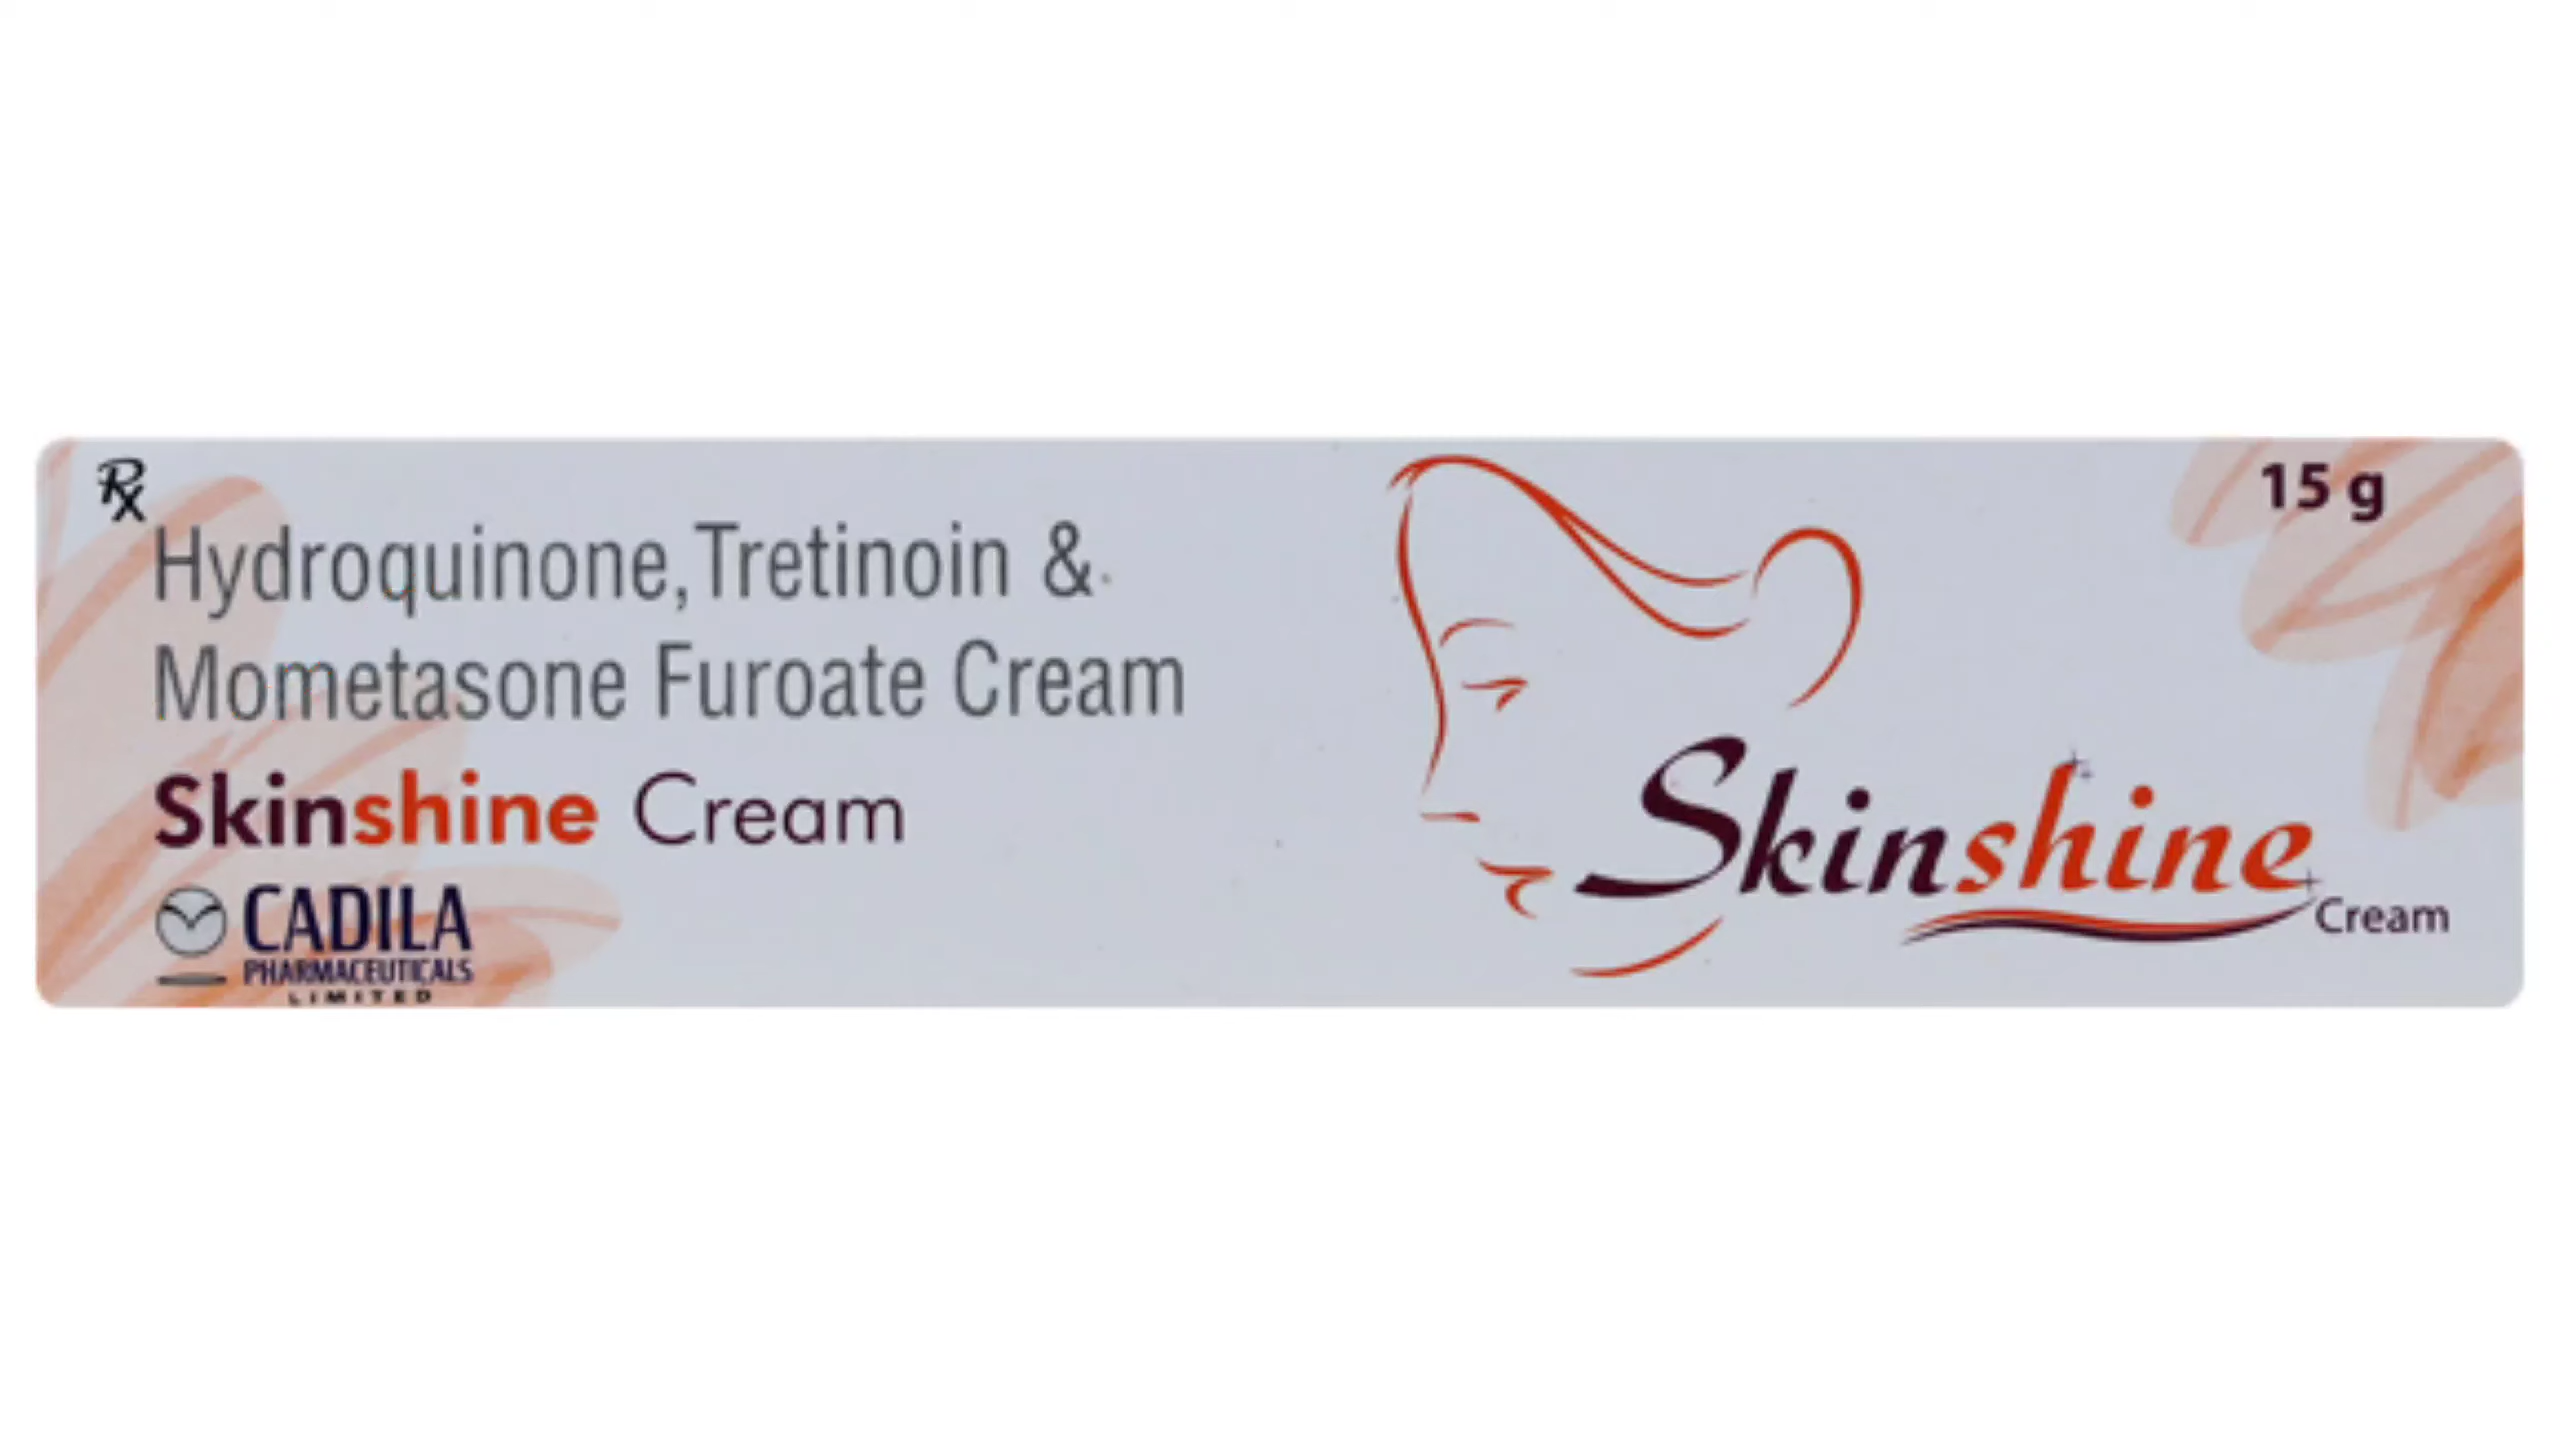 Rx
15 g
Hydroquinone, Tretinoin &
Mometasone Furoate Cream
Skinshine Cream
CADILA
PHARMACEUTICALS
LIMITED
Skinshine
Cream